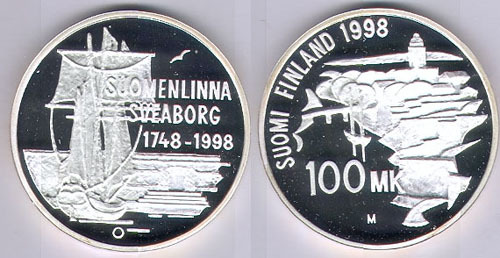 SUOMENLINNA
SVEABORG
1748-1998
SUOMI FINLAND 1998
100 MK
M